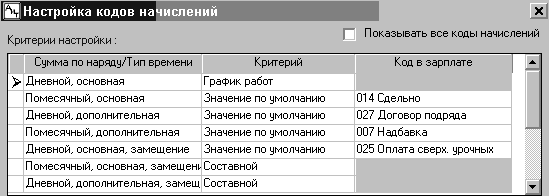 Настройка кодов начислений
Критерии настройки :
Показывать все коды начислений
Сумма по наряду/Тип времени Критерий Код в зарплате
Дневной, основная График работ
Помесячный, основная Значение по умолчанию 014 Сдельно
Дневной, дополнительная Значение по умолчанию 027 Договор подряда
Помесячный, дополнительная Значение по умолчанию 007 Надбавка
Дневной, основная, замещение Значение по умолчанию 025 Оплата сверх. урочных
Помесячный, основная, замещени Составной
Дневной, дополнительная, замещ Составной